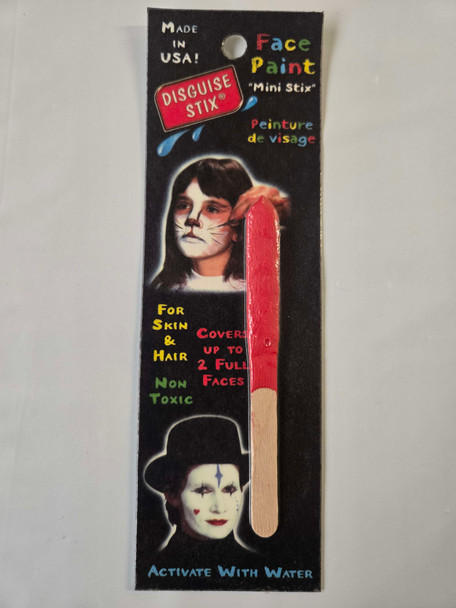 MADE
IN
USA!
Face
Paint
"Mini Stix"
DISGUISE
STIX®
Peinture
de visage
FOR
SKIN
&
HAIR
COVERS
UP TO
2 FULL
FACES
NON
TOXIC
ACTIVATE WITH WATER